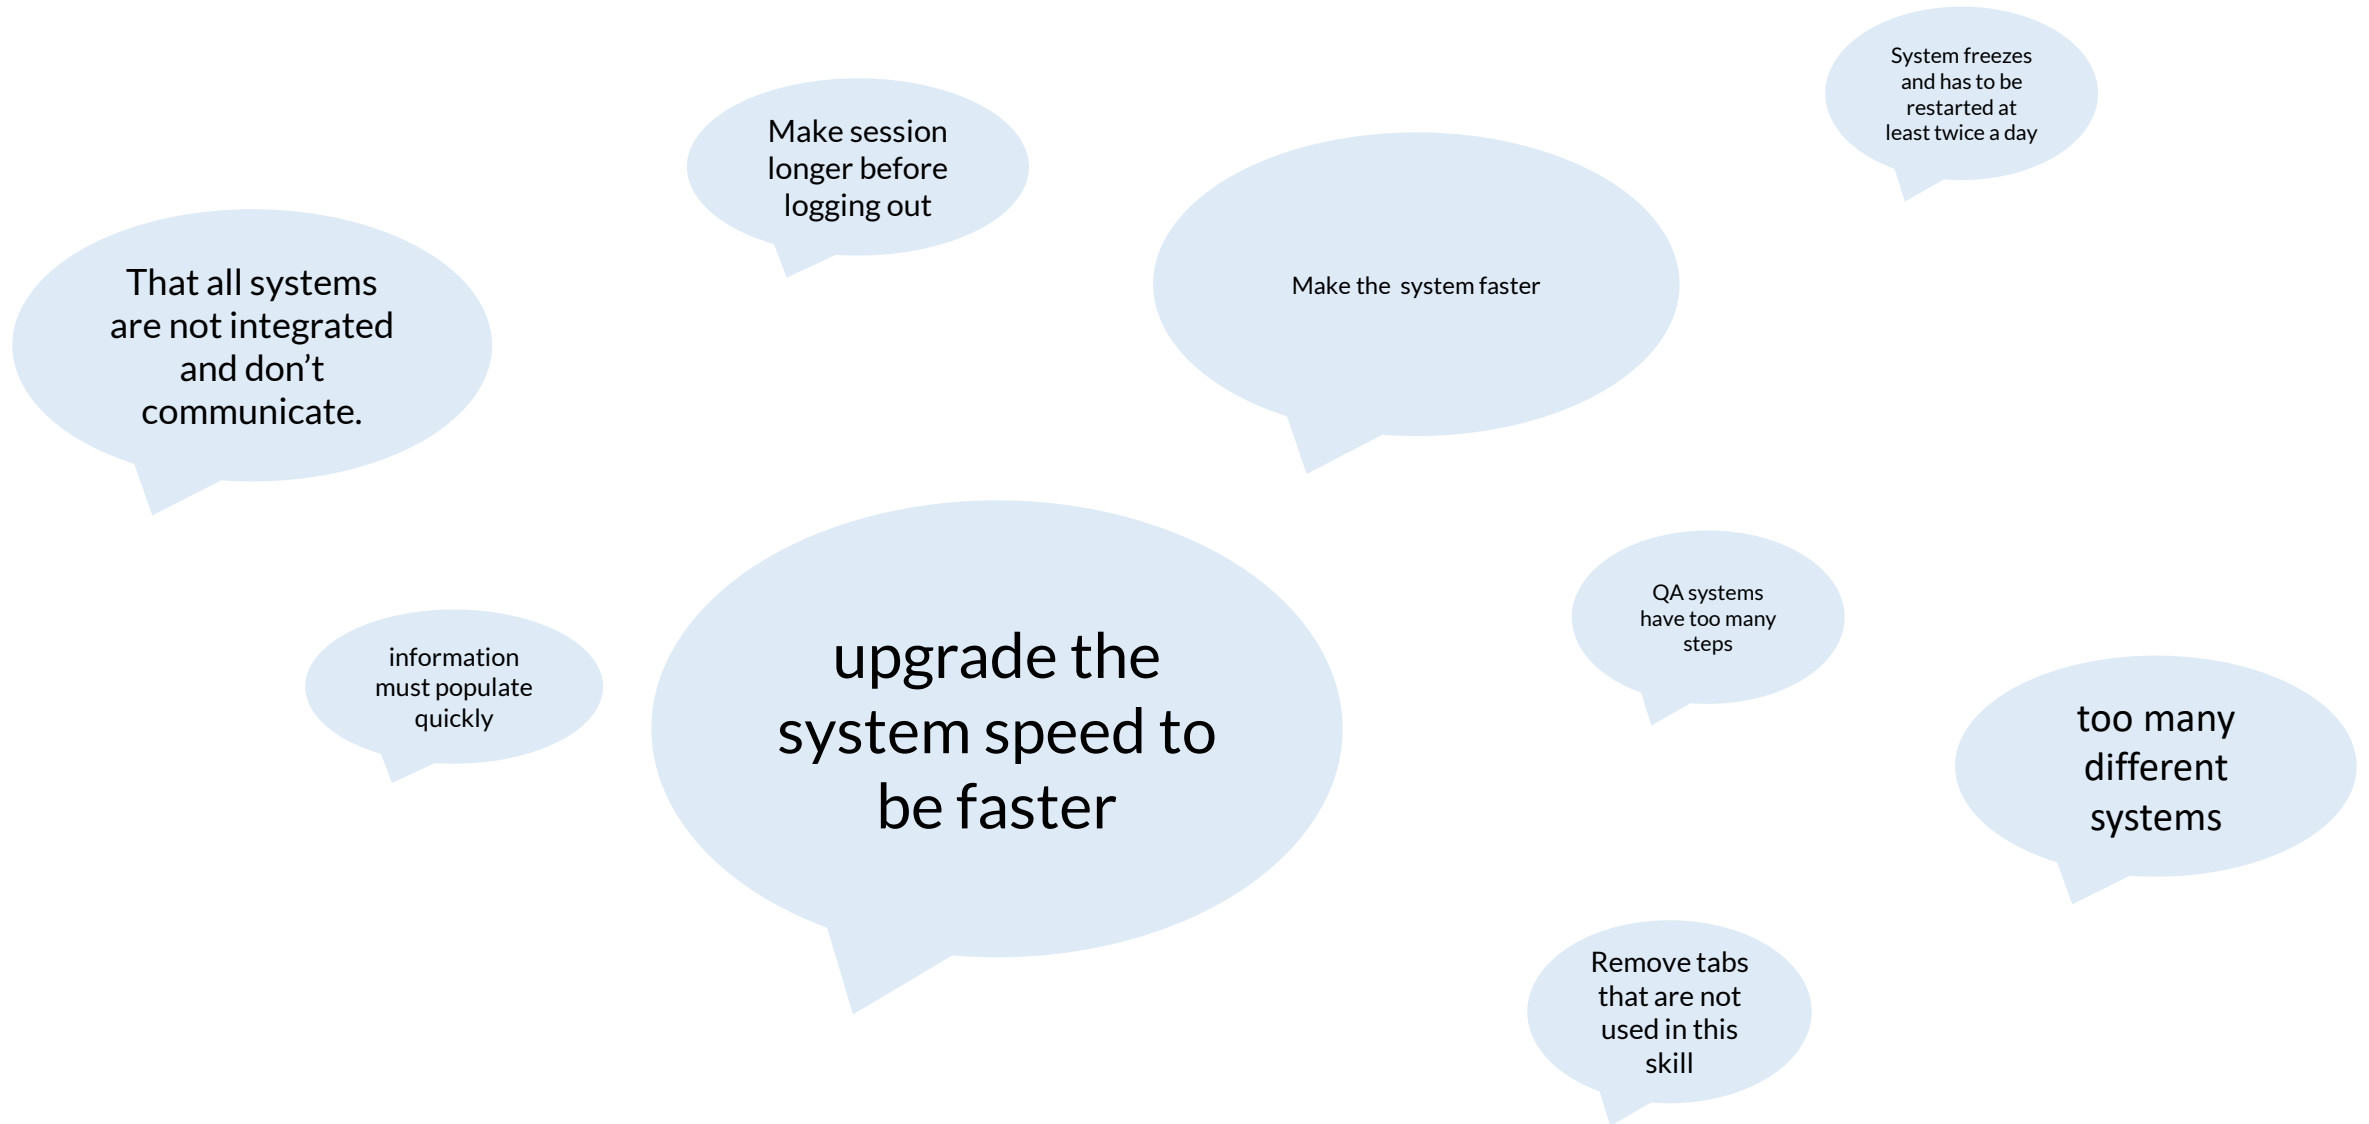 System freezes
and has to be
restarted at
least twice a day
Make session
longer before
logging out
Make the  system faster
That all systems
are not integrated
and don’t
communicate.
information
must populate
quickly
upgrade the
system speed to
be faster
QA systems
have too many
steps
too many
different
systems
Remove tabs
that are not
used in this
skill